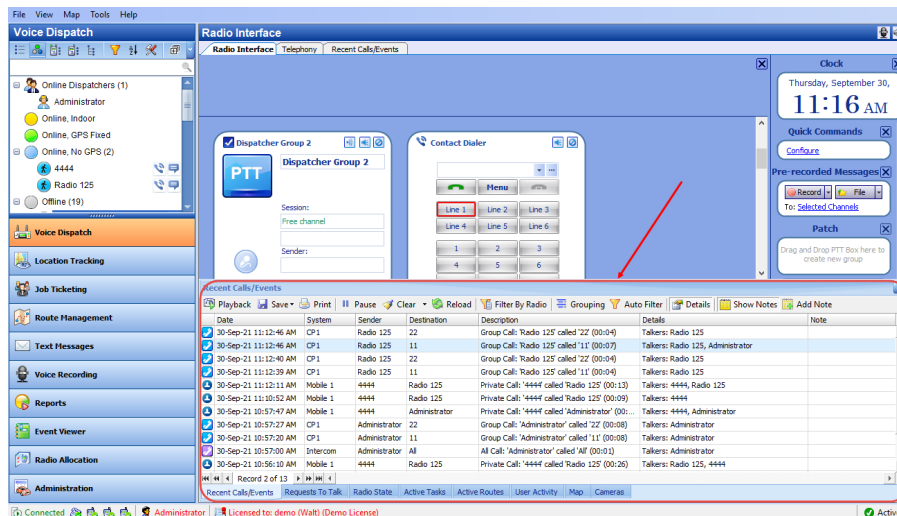 File View Map Tools Help
Voice Dispatch
Online Dispatchers (1)
Administrator
Online, Indoor
Online, GPS Fixed
Online, No GPS (2)
4444
Radio 125
Offline (19)
Voice Dispatch
Location Tracking
Job Ticketing
Route Management
Text Messages
Voice Recording
Reports
Event Viewer
Radio Allocation
Administration
Radio Interface
Radio Interface Telephony Recent Calls/Events
Dispatcher Group 2
PTT
Dispatcher Group 2
Session:
Free channel
Sender:
Contact Dialer
Menu
Line 1 Line 2 Line 3
Line 4 Line 5 Line 6
1 2 3
4 5 6
Clock
Thursday, September 30,
11:16 AM
Quick Commands
Configure
Pre-recorded Messages
Record File
To: Selected Channels
Patch
Drag and Drop PTT Box here to
create new group
Recent Calls/Events
Playback Save Print Pause Clear Reload Filter By Radio Grouping Auto Filter Details Show Notes Add Note
Date System Sender Destination Description Details Note
30-Sep-21 11:12:46 AM CP1 Radio 125 22 Group Call: 'Radio 125' called '22' (00:04) Talkers: Radio 125
30-Sep-21 11:12:46 AM CP1 Radio 125 11 Group Call: 'Radio 125' called '11' (00:07) Talkers: Radio 125, Administrator
30-Sep-21 11:12:40 AM CP1 Radio 125 22 Group Call: 'Radio 125' called '22' (00:04) Talkers: Radio 125
30-Sep-21 11:12:39 AM CP1 Radio 125 11 Group Call: 'Radio 125' called '11' (00:04) Talkers: Radio 125
30-Sep-21 11:12:11 AM Mobile 1 4444 Radio 125 Private Call: '4444' called 'Radio 125' (00:13) Talkers: 4444, Radio 125
30-Sep-21 11:10:52 AM Mobile 1 4444 Radio 125 Private Call: '4444' called 'Radio 125' (00:09) Talkers: 4444
30-Sep-21 10:57:47 AM Mobile 1 4444 Administrator Private Call: '4444' called 'Administrator' (00:... Talkers: 4444, Administrator
30-Sep-21 10:57:27 AM CP1 Administrator 22 Group Call: 'Administrator' called '22' (00:08) Talkers: Administrator
30-Sep-21 10:57:20 AM CP1 Administrator 11 Group Call: 'Administrator' called '11' (00:08) Talkers: Administrator
30-Sep-21 10:57:00 AM Intercom Administrator All All Call: 'Administrator' called 'All' (00:01) Talkers: Administrator
30-Sep-21 10:56:10 AM Mobile 1 4444 Radio 125 Private Call: '4444' called 'Radio 125' (00:26) Talkers: Radio 125, 4444
Record 2 of 13
Recent Calls/Events Requests To Talk Radio State Active Tasks Active Routes User Activity Map Cameras
Connected Administrator Licensed to: demo (Walt) (Demo License) Activ